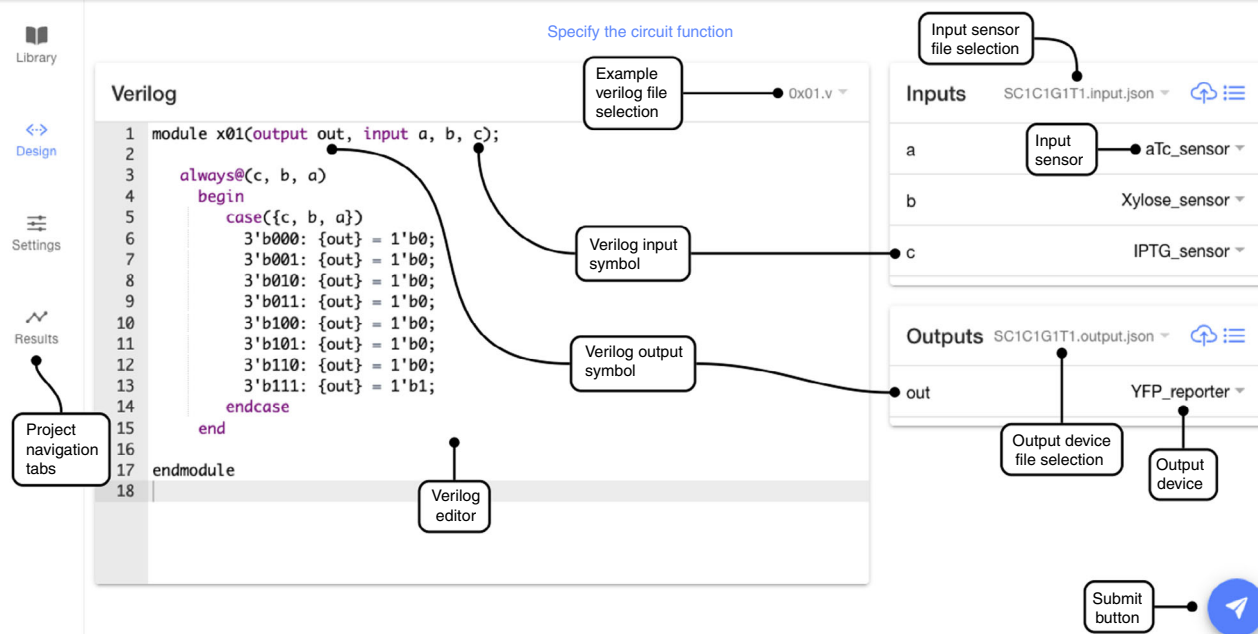 Library
Design
Settings
Results
Project
navigation
tabs
Specify the circuit function
Verilog
Example
verilog file
selection
0x01.v
1 module x01(output out, input a, b, c);
2
3 always@(c, b, a)
4 begin
5 case({c, b, a})
6 3'b000: {out} = 1'b0;
7 3'b001: {out} = 1'b0;
8 3'b010: {out} = 1'b0;
9 3'b011: {out} = 1'b0;
10 3'b100: {out} = 1'b0;
11 3'b101: {out} = 1'b0;
12 3'b110: {out} = 1'b0;
13 3'b111: {out} = 1'b1;
14 endcase
15 end
16
17 endmodule
18
Verilog input
symbol
Verilog output
symbol
Verilog
editor
Input sensor
file selection
Inputs SC1C1G1T1.input.json
Input
sensor
a aTc_sensor
b Xylose_sensor
c IPTG_sensor
Outputs SC1C1G1T1.output.json
out YFP_reporter
Output device
file selection
Output
device
Submit
button